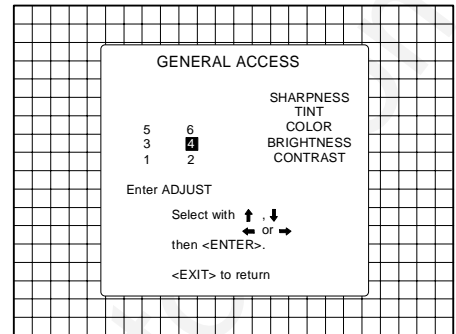 GENERAL ACCESS
SHARPNESS
TINT
5 6 COLOR
3 4 BRIGHTNESS
1 2 CONTRAST
Enter ADJUST
Select with ↑ , ↓
← or →
then <ENTER>.
<EXIT> to return